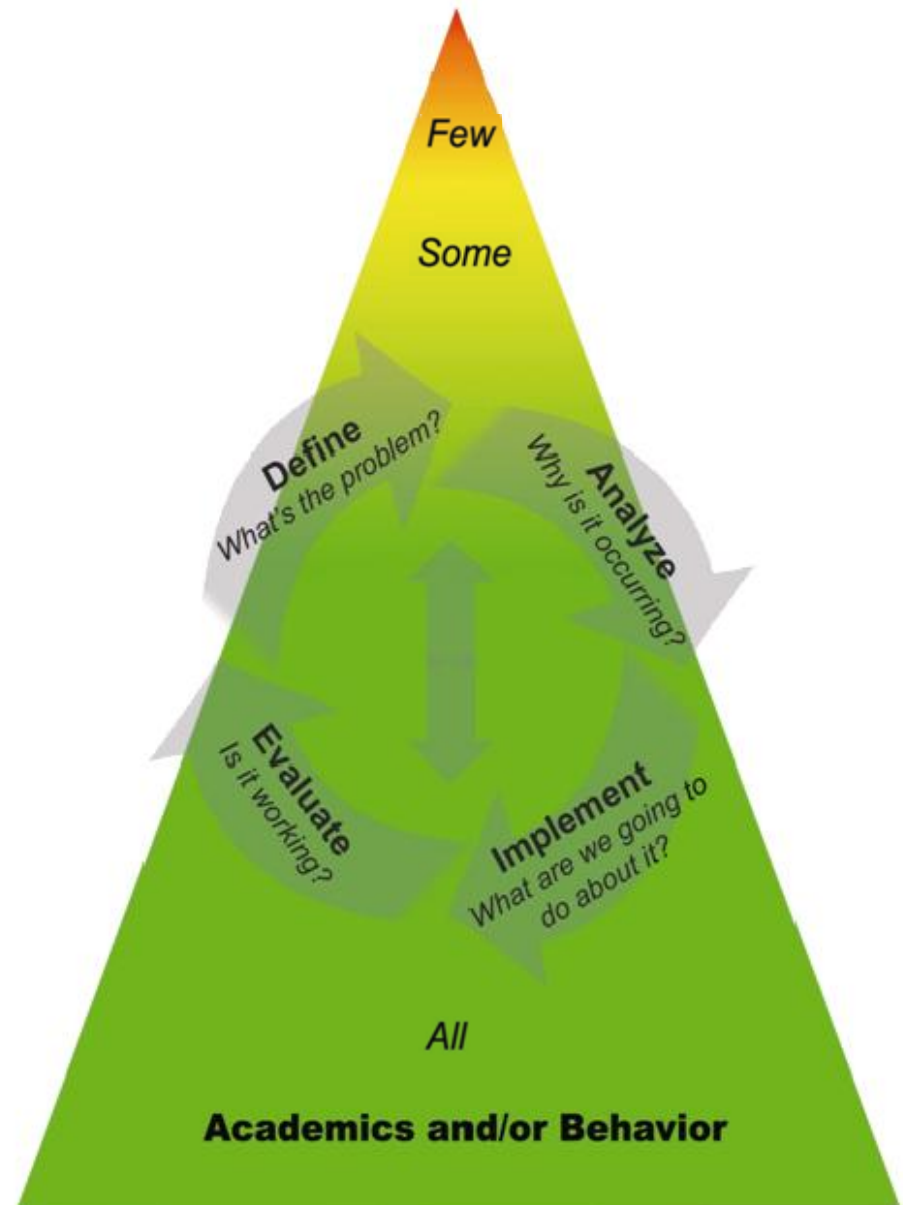 Few
Some
Define
What's the problem?
Analyze
Why is it occurring?
Implement
What are we going to
do about it?
Evaluate
Is it working?
All
Academics and/or Behavior